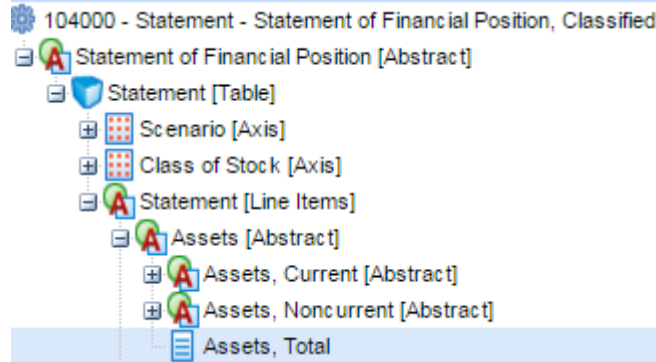 104000 - Statement - Statement of Financial Position, Classified
Statement of Financial Position [Abstract]
Statement [Table]
Scenario [Axis]
Class of Stock [Axis]
Statement [Line Items]
Assets [Abstract]
Assets, Current [Abstract]
Assets, Noncurrent [Abstract]
Assets, Total